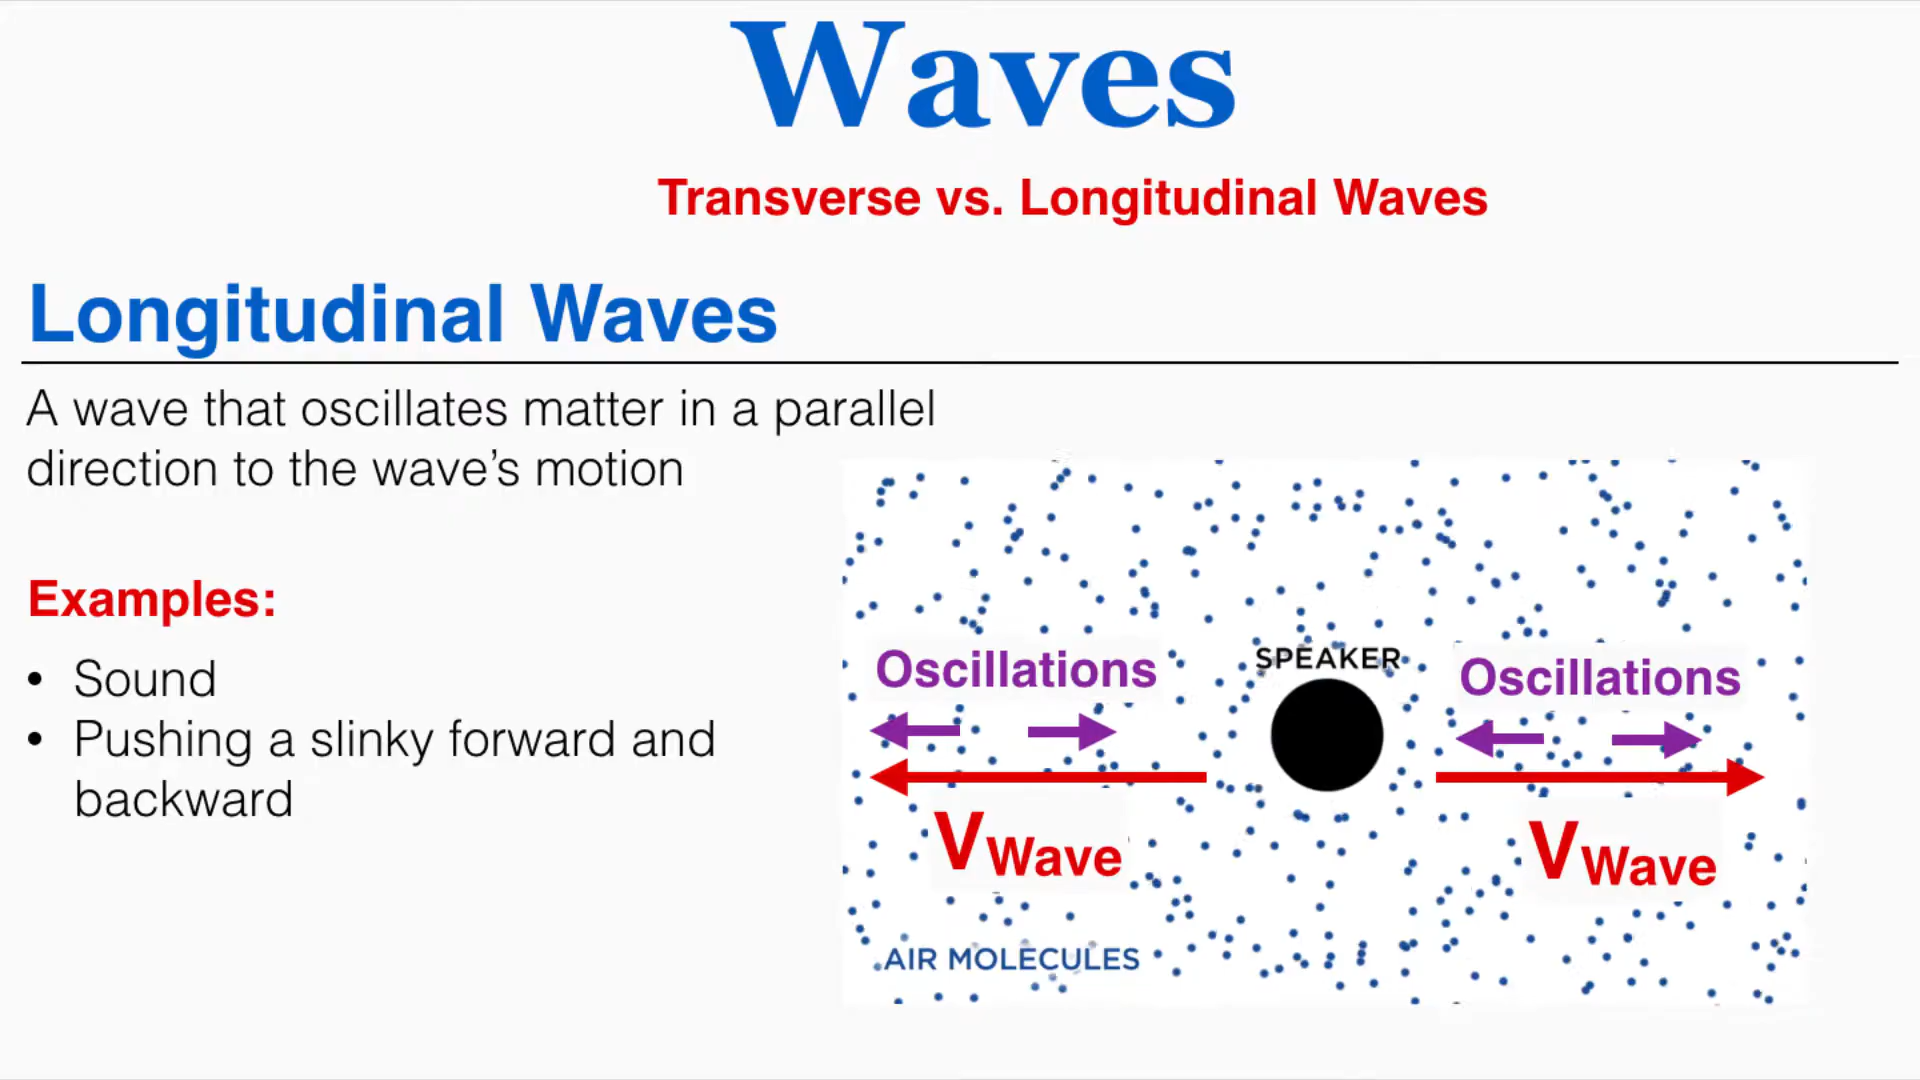 Waves
Transverse vs. Longitudinal Waves
Longitudinal Waves
A wave that oscillates matter in a parallel
direction to the wave’s motion
Examples:
• Sound
• Pushing a slinky forward and
backward
SPEAKER
Oscillations
Oscillations
VWave
VWave
AIR MOLECULES